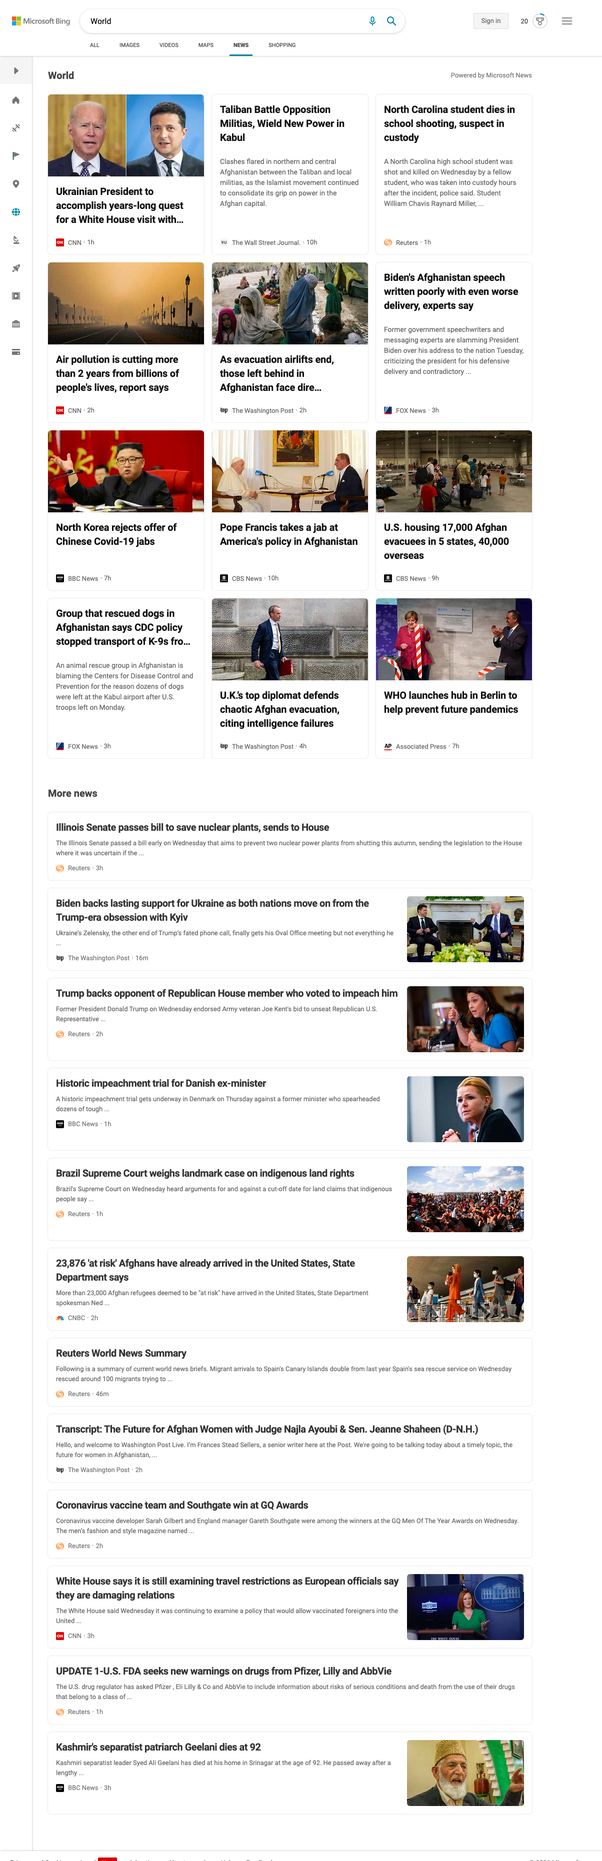 Microsoft Bing
World
Sign in
20
ALL
IMAGES
VIDEOS
MAPS
NEWS
SHOPPING
World
Powered by Microsoft News
Ukrainian President to
accomplish years-long quest
for a White House visit with...
CNN · 1h
Taliban Battle Opposition
Militias, Wield New Power in
Kabul
Clashes flared in northern and central
Afghanistan between the Taliban and local
militias, as the Islamist movement continued
to consolidate its grip on power in the
Afghan capital.
The Wall Street Journal. · 10h
North Carolina student dies in
school shooting, suspect in
custody
A North Carolina high school student was
shot and killed on Wednesday by a fellow
student, who was taken into custody hours
after the incident, police said. Student
William Chavis Raynard Miller, ...
Reuters · 1h
Air pollution is cutting more
than 2 years from billions of
people's lives, report says
CNN · 2h
As evacuation airlifts end,
those left behind in
Afghanistan face dire...
The Washington Post · 2h
Biden's Afghanistan speech
written poorly with even worse
delivery, experts say
Former government speechwriters and
messaging experts are slamming President
Biden over his address to the nation Tuesday,
criticizing the president for his defensive
delivery and contradictory ...
FOX News · 3h
North Korea rejects offer of
Chinese Covid-19 jabs
BBC News · 7h
Pope Francis takes a jab at
America's policy in Afghanistan
CBS News · 10h
U.S. housing 17,000 Afghan
evacuees in 5 states, 40,000
overseas
CBS News · 9h
Group that rescued dogs in
Afghanistan says CDC policy
stopped transport of K-9s fro...
An animal rescue group in Afghanistan is
blaming the Centers for Disease Control and
Prevention for the reason dozens of dogs
were left at the Kabul airport after U.S.
troops left on Monday.
FOX News · 3h
U.K.'s top diplomat defends
chaotic Afghan evacuation,
citing intelligence failures
The Washington Post · 4h
WHO launches hub in Berlin to
help prevent future pandemics
AP Associated Press · 7h
More news
Illinois Senate passes bill to save nuclear plants, sends to House
The Illinois Senate passed a bill early on Wednesday that aims to prevent two nuclear power plants from shutting this autumn, sending the legislation to the House
where it was uncertain if the ...
Reuters · 3h
Biden backs lasting support for Ukraine as both nations move on from the
Trump-era obsession with Kyiv
Ukraine's Zelensky, the other end of Trump's fated phone call, finally gets his Oval Office meeting but not everything he
...
The Washington Post · 16m
Trump backs opponent of Republican House member who voted to impeach him
Former President Donald Trump on Wednesday endorsed Army veteran Joe Kent's bid to unseat Republican U.S.
Representative ...
Reuters · 2h
Historic impeachment trial for Danish ex-minister
A historic impeachment trial gets underway in Denmark on Thursday against a former minister who spearheaded
dozens of tough ...
BBC News · 1h
Brazil Supreme Court weighs landmark case on indigenous land rights
Brazil's Supreme Court on Wednesday heard arguments for and against a cut-off date for land claims that indigenous
people say ...
Reuters · 1h
23,876 'at risk' Afghans have already arrived in the United States, State
Department says
More than 23,000 Afghan refugees deemed to be "at risk" have arrived in the United States, State Department
spokesman Ned ...
CNBC · 2h
Reuters World News Summary
Following is a summary of current world news briefs. Migrant arrivals to Spain's Canary Islands double from last year Spain's sea rescue service on Wednesday
rescued around 100 migrants trying to ...
Reuters · 46m
Transcript: The Future for Afghan Women with Judge Najla Ayoubi & Sen. Jeanne Shaheen (D-N.H.)
Hello, and welcome to Washington Post Live. I'm Frances Stead Sellers, a senior writer here at the Post. We're going to be talking today about a timely topic, the
future for women in Afghanistan, ...
The Washington Post · 2h
Coronavirus vaccine team and Southgate win at GQ Awards
Coronavirus vaccine developer Sarah Gilbert and England manager Gareth Southgate were among the winners at the GQ Men Of The Year Awards on Wednesday.
The men's fashion and style magazine named ...
Reuters · 2h
White House says it is still examining travel restrictions as European officials say
they are damaging relations
The White House said Wednesday it was continuing to examine a policy that would allow vaccinated foreigners into the
United ...
CNN · 3h
UPDATE 1-U.S. FDA seeks new warnings on drugs from Pfizer, Lilly and AbbVie
The U.S. drug regulator has asked Pfizer , Eli Lilly & Co and AbbVie to include information about risks of serious conditions and death from the use of their drugs
that belong to a class of ...
Reuters · 1h
Kashmir's separatist patriarch Geelani dies at 92
Kashmiri separatist leader Syed Ali Geelani has died at his home in Srinagar at the age of 92. He passed away after a
lengthy ...
BBC News · 3h